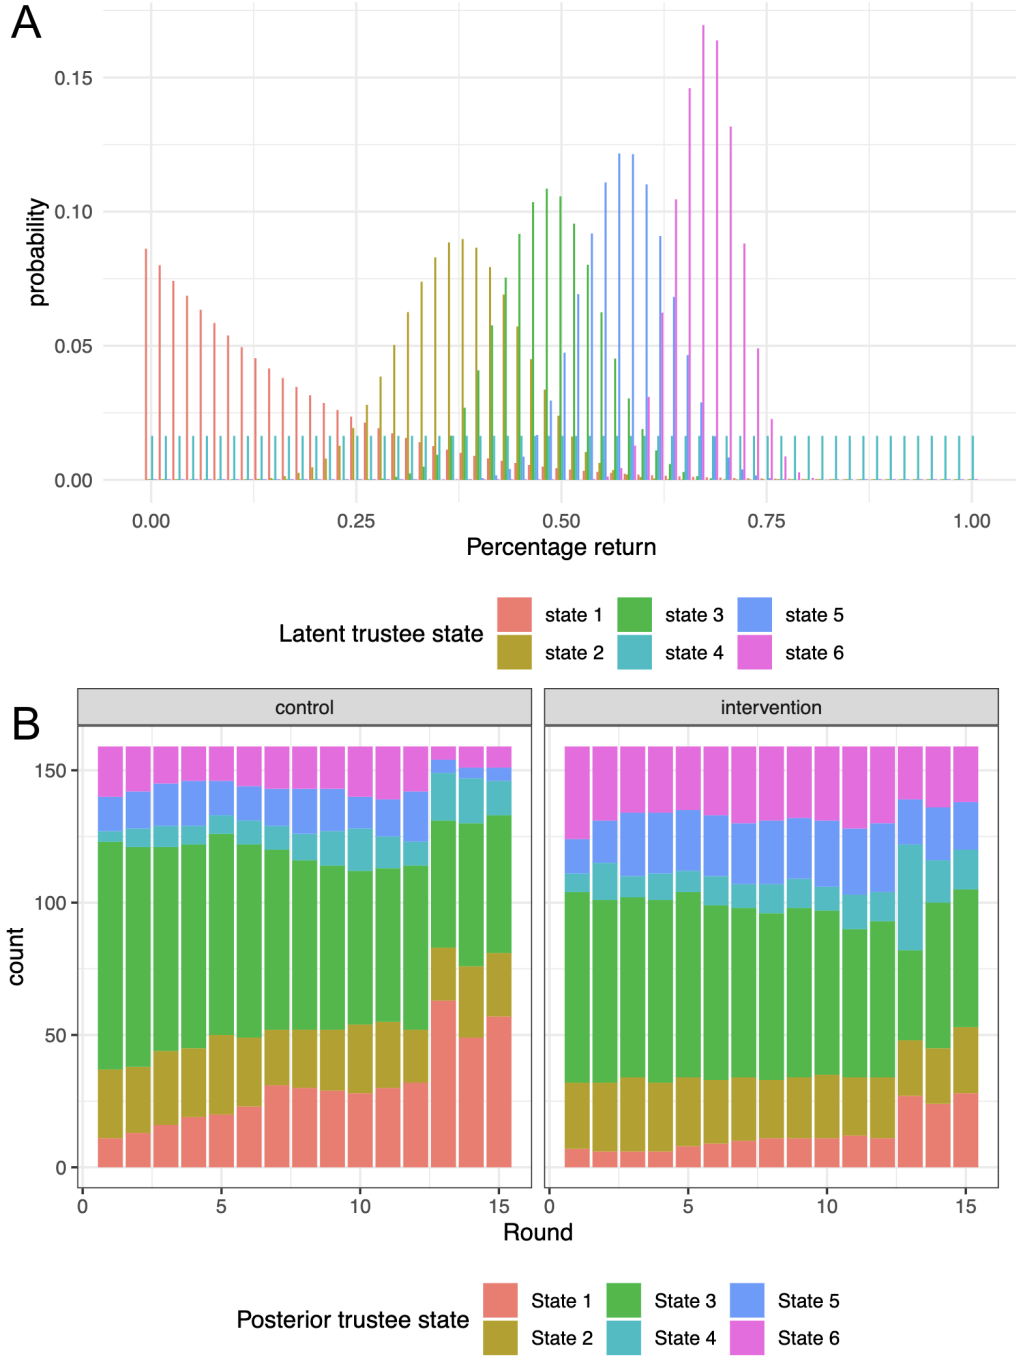 A
probability
0.15
0.10
0.05
0.00
0.00 0.25 0.50 0.75 1.00
Percentage return
Latent trustee state
state 1 state 3 state 5
state 2 state 4 state 6
B
control intervention
count
150
100
50
0
0 5 10 15 0 5 10 15
Round
Posterior trustee state
State 1 State 3 State 5
State 2 State 4 State 6